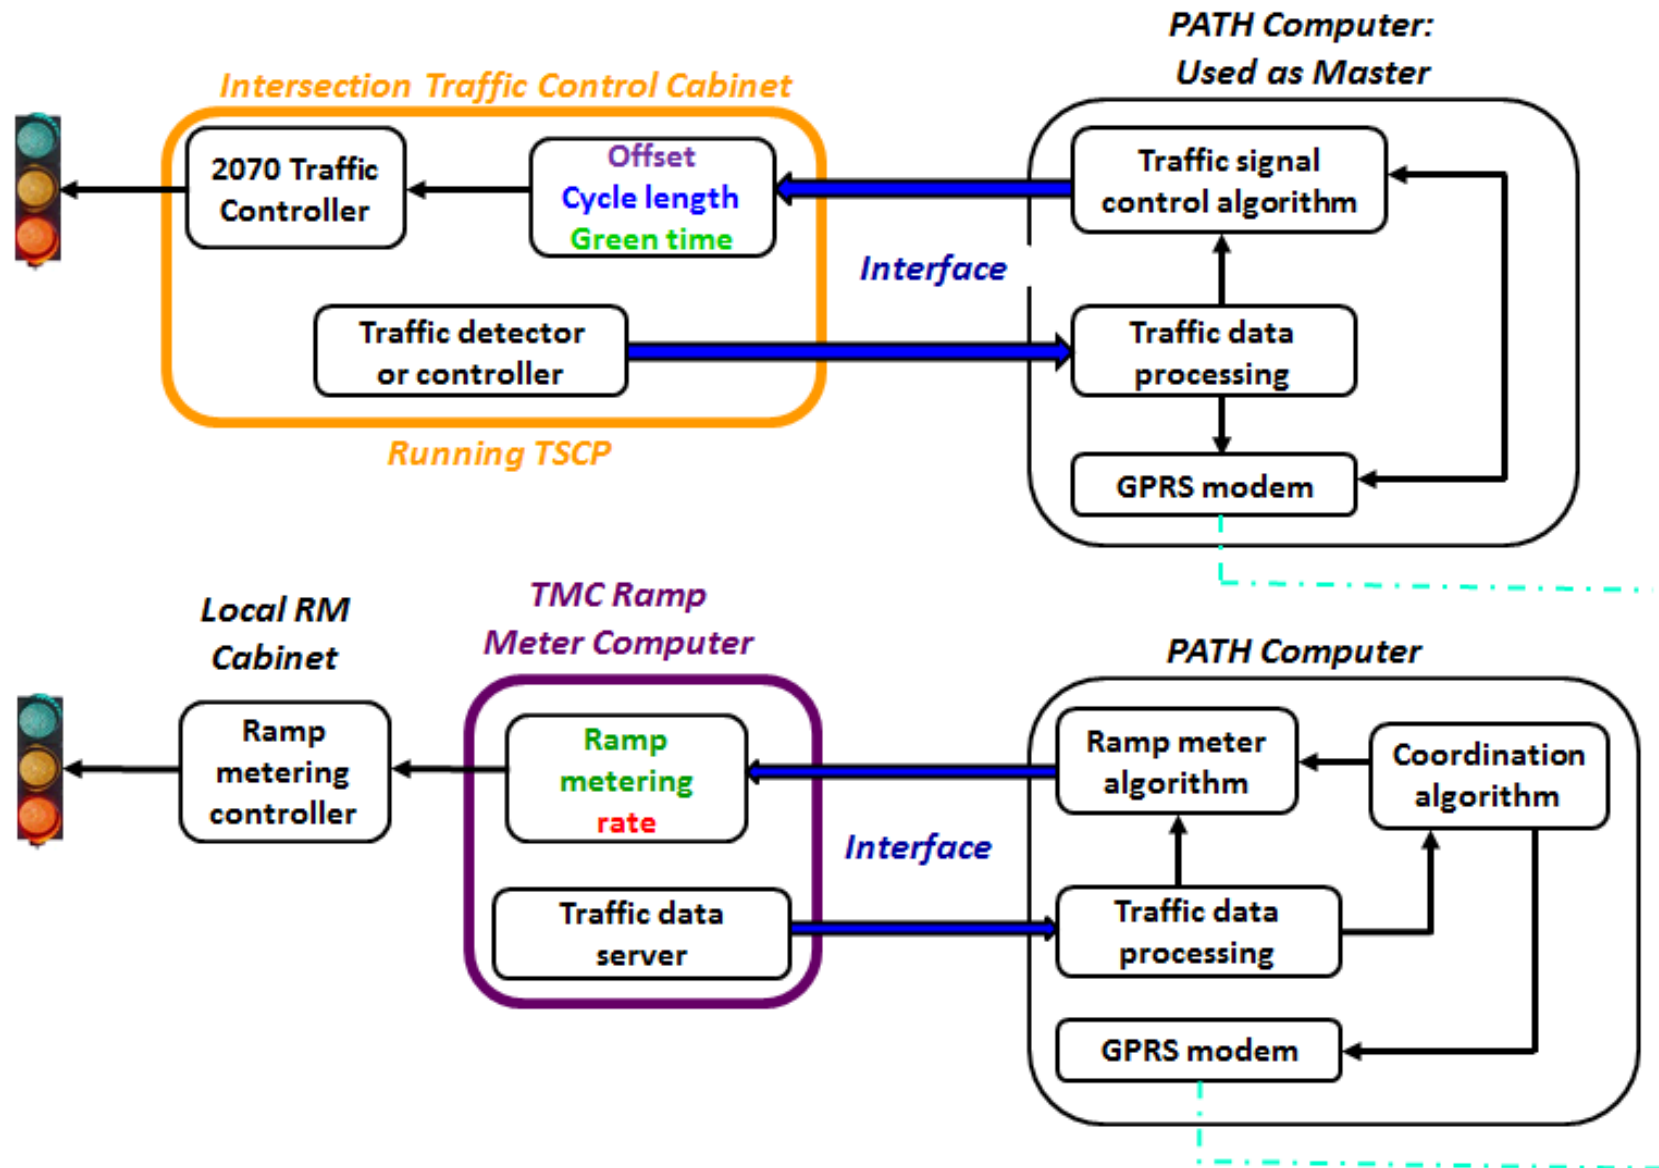 PATH Computer:
Used as Master
Intersection Traffic Control Cabinet
2070 Traffic
Controller
Offset
Cycle length
Green time
Traffic signal
control algorithm
Interface
Traffic detector
or controller
Traffic data
processing
Running TSCP
GPRS modem
Local RM
Cabinet
TMC Ramp
Meter Computer
PATH Computer
Ramp
metering
controller
Ramp
metering
rate
Ramp meter
algorithm
Coordination
algorithm
Interface
Traffic data
server
Traffic data
processing
GPRS modem